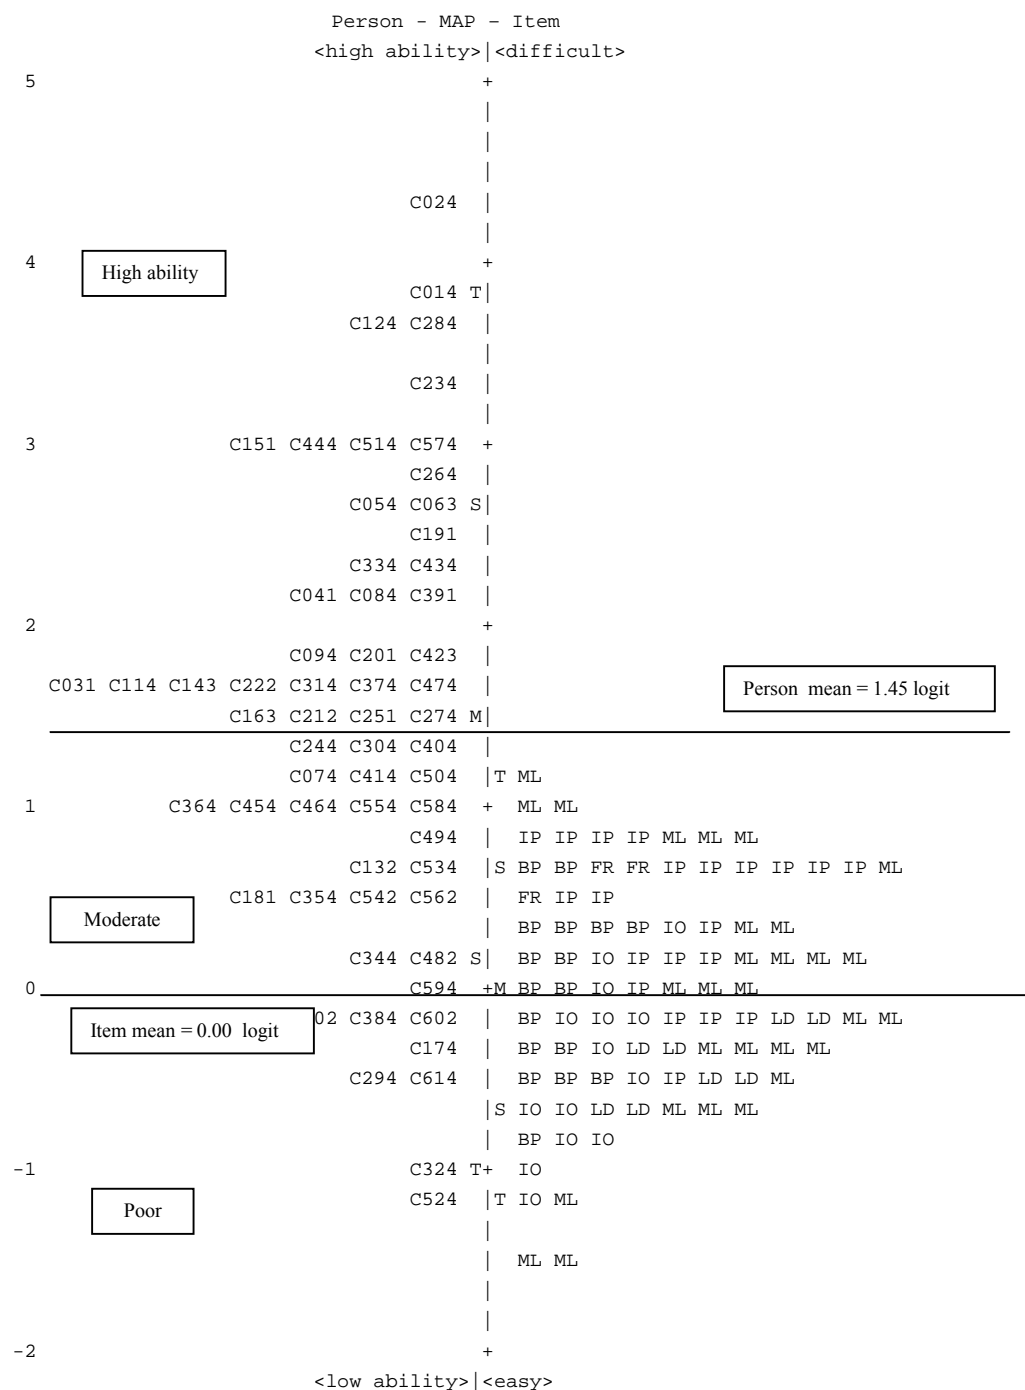 Person - MAP - Item
<high ability>|<difficult>
5 +
|
|
|
C024 |
|
4 +
High ability
C014 T|
C124 C284 |
|
C234 |
|
3 C151 C444 C514 C574 +
C264 |
C054 C063 S|
C191 |
C334 C434 |
C041 C084 C391 |
2 +
C094 C201 C423 |
C031 C114 C143 C222 C314 C374 C474 |
Person mean = 1.45 logit
C163 C212 C251 C274 M|
C244 C304 C404 |
C074 C414 C504 |T ML
1 C364 C454 C464 C554 C584 + ML ML
C494 | IP IP IP IP ML ML ML
C132 C534 |S BP BP FR FR IP IP IP IP IP IP ML
C181 C354 C542 C562 | FR IP IP
Moderate
| BP BP BP BP IO IP ML ML
C344 C482 S| BP BP IO IP IP IP ML ML ML ML
0 C594 +M BP BP IO IP ML ML ML
Item mean = 0.00 logit
02 C384 C602 | BP IO IO IO IP IP IP LD LD ML ML
C174 | BP BP IO LD LD ML ML ML ML
C294 C614 | BP BP BP IO IP LD LD ML
|S IO IO LD LD ML ML ML
| BP IO IO
-1 C324 T+ IO
C524 |T IO ML
Poor
|
| ML ML
|
|
-2 +
<low ability>|<easy>